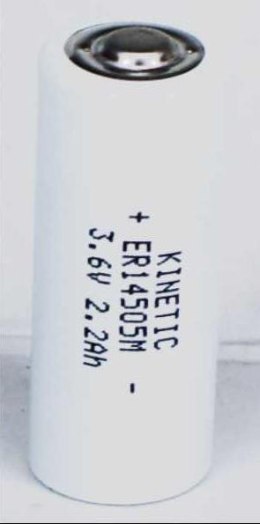 KINETIC
+ ER14505M -
3.6V 2.2Ah